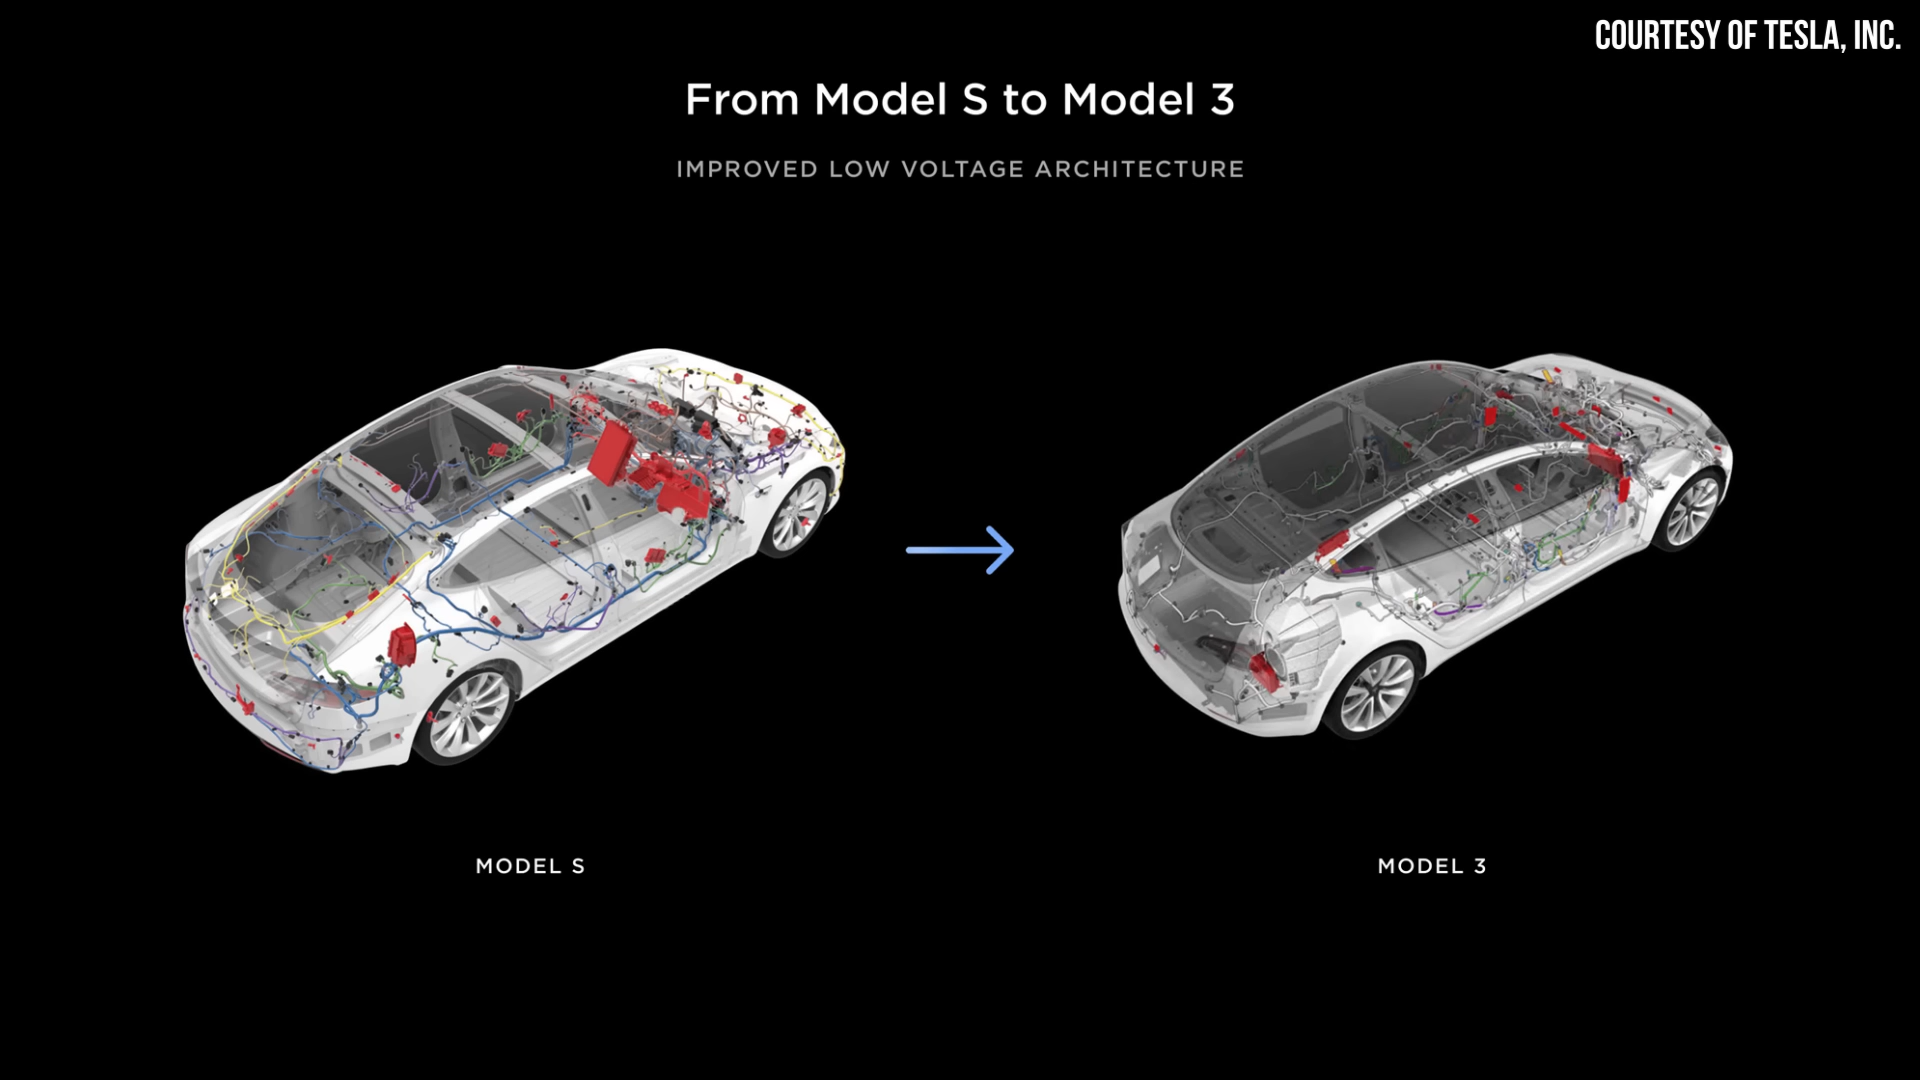 COURTESY OF TESLA, INC.
From Model S to Model 3
IMPROVED LOW VOLTAGE ARCHITECTURE
MODEL S
MODEL 3